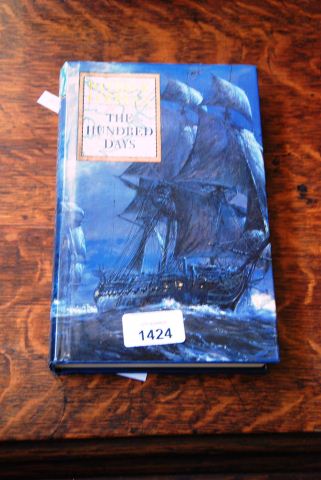 THE
HUNDRED
DAYS
1424